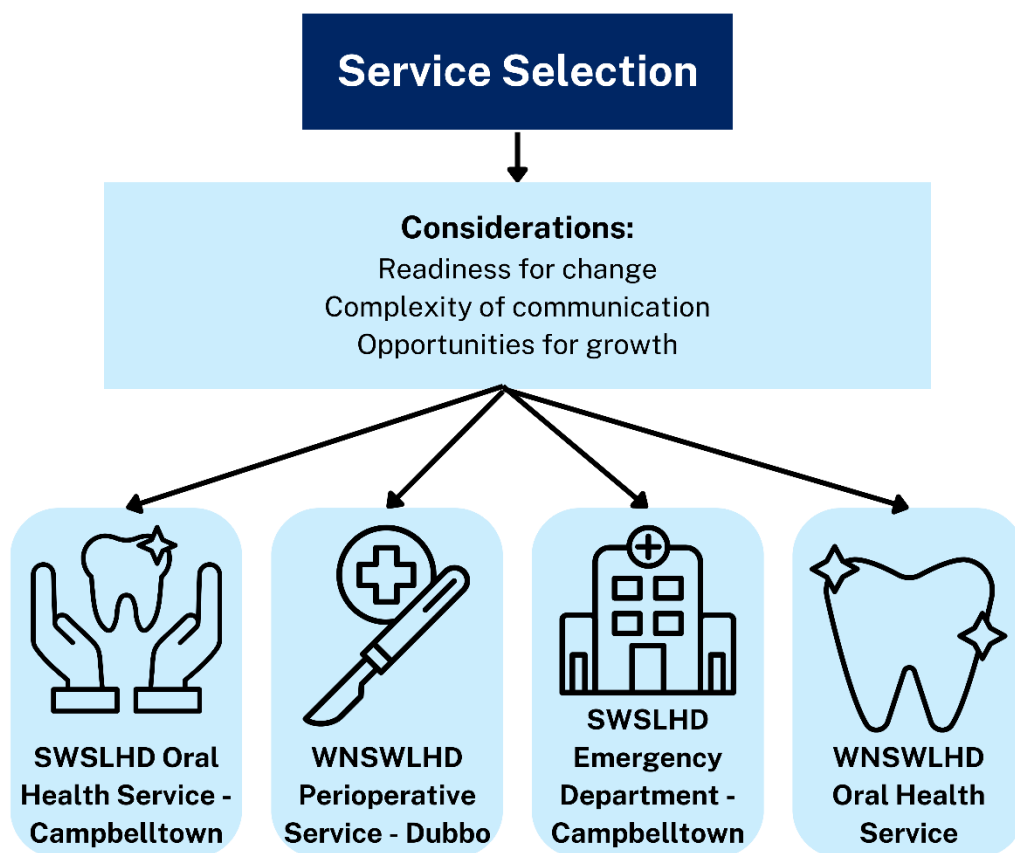 Service Selection
Considerations:
Readiness for change
Complexity of communication
Opportunities for growth
SWSLHD Oral
Health Service -
Campbelltown
WNSWLHD
Perioperative
Service - Dubbo
SWSLHD
Emergency
Department -
Campbelltown
WNSWLHD
Oral Health
Service